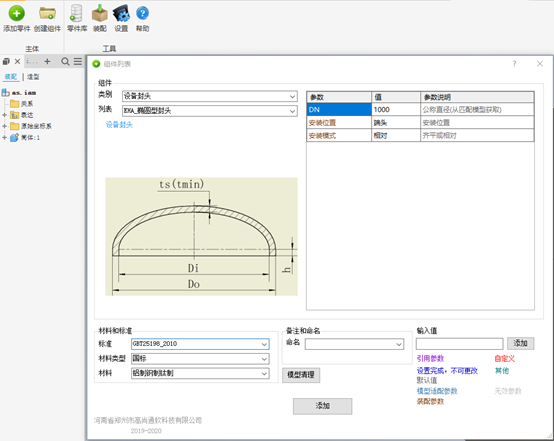 添加零件 创建组件 零件库 装配 设置 帮助
主体 工具
组件列表
装配 造型
as.iam
关系
表达
原始坐标系
筒体:1
组件
类别 设备封头
列表 EHA_椭圆型封头
设备封头
参数 值 参数说明
DN 1000 公称直径(从匹配模型获取)
安装位置 端头 安装位置
安装模式 相对 齐平或相对
ts(tmin)
Di
Do
h
材料和标准
标准 GBT25198_2010
材料类型 国标
材料 铝制铜制钛制
备注和命名
命名
模型清理
输入值
添加
引用参数 自定义
设置完成,不可更改 其他
默认值
模型适配参数 无效参数
装配参数
添加
河南省郑州市高尚通软科技有限公司
2019-2020